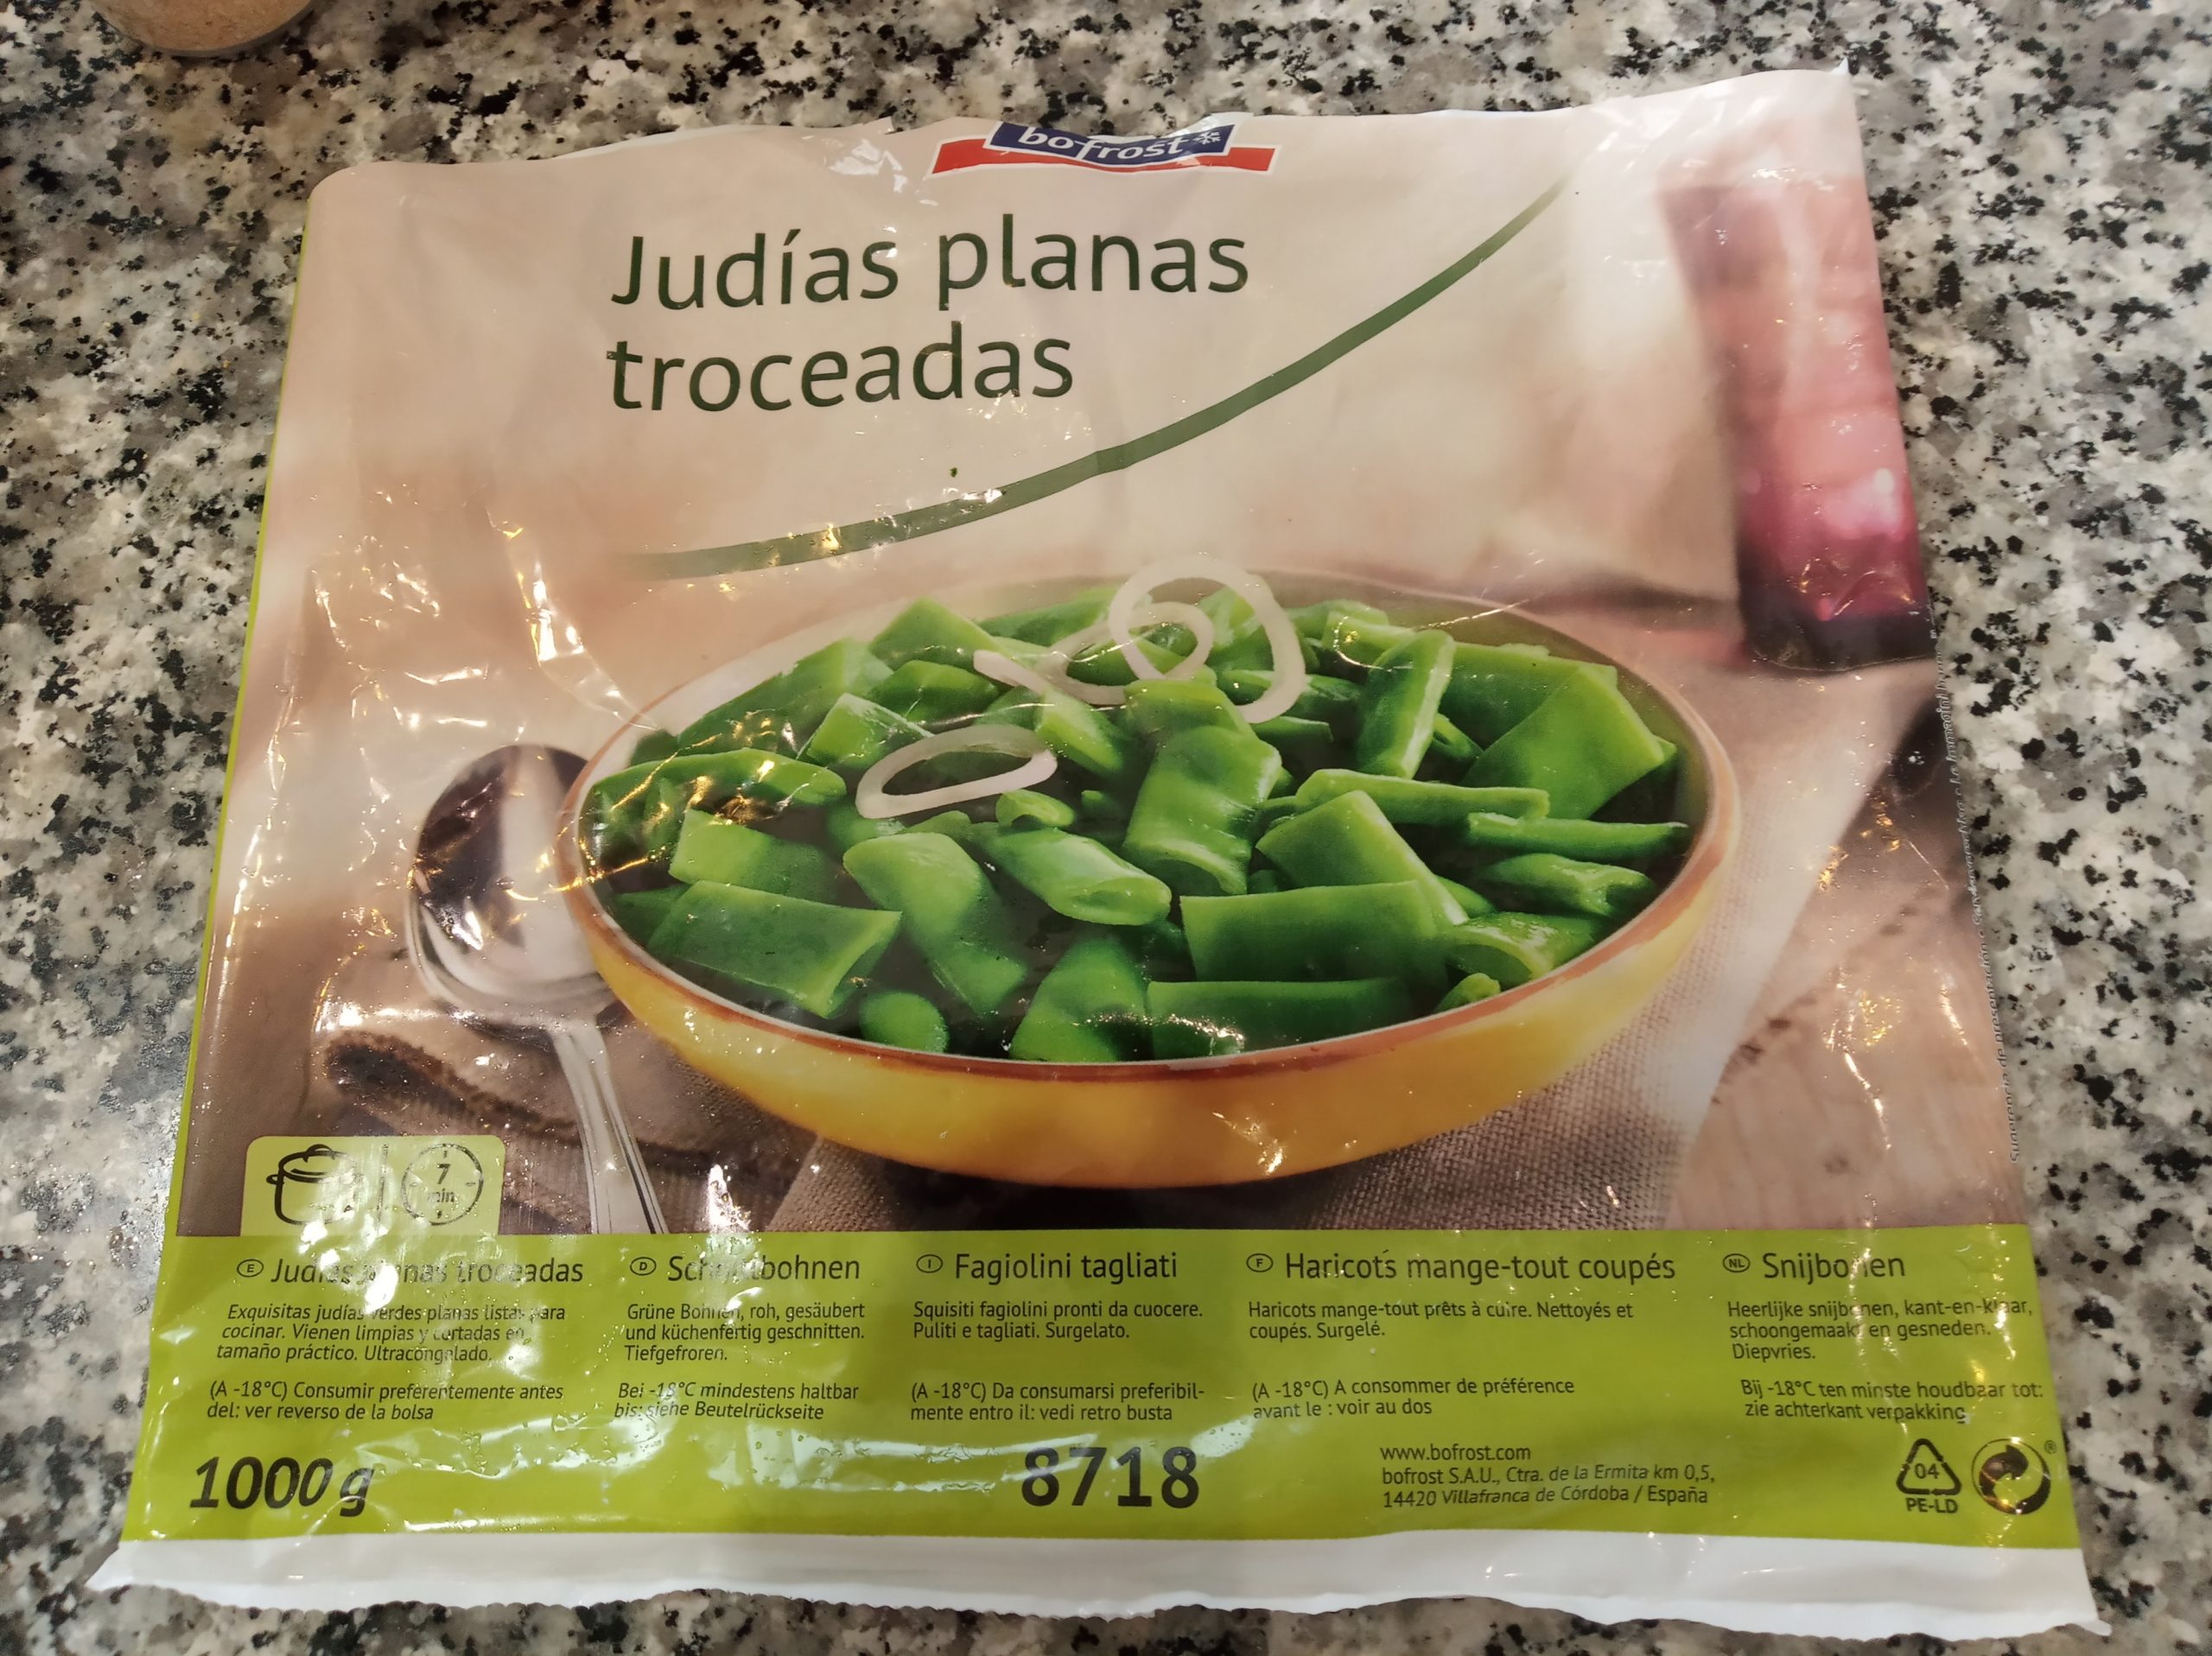 bofrost
Judías planas
troceadas
7
min
E Judías planas troceadas
Exquisitas judías verdes planas listas para
cocinar. Vienen limpias y cortadas en
tamaño práctico. Ultracongelado.
(A -18°C) Consumir preferentemente antes
del: ver reverso de la bolsa
D Schnittbohnen
Grüne Bohnen, roh, gesäubert
und küchenfertig geschnitten.
Tiefgefroren.
Bei -18°C mindestens haltbar
bis: siehe Beutelrückseite
I Fagiolini tagliati
Squisiti fagiolini pronti da cuocere.
Puliti e tagliati. Surgelato.
(A -18°C) Da consumarsi preferibil-
mente entro il: vedi retro busta
F Haricots mange-tout coupés
Haricots mange-tout prêts à cuire. Nettoyés et
coupés. Surgelé.
(A -18°C) A consommer de préférence
avant le : voir au dos
NL Snijbonen
Heerlijke snijbonen, kant-en-klaar,
schoongemaakt en gesneden.
Diepvries.
Bij -18°C ten minste houdbaar tot:
zie achterkant verpakking
1000 g
8718
www.bofrost.com
bofrost S.A.U., Ctra. de la Ermita km 0,5,
14420 Villafranca de Córdoba / España
04
PE-LD
®
Sugerencia de presentación